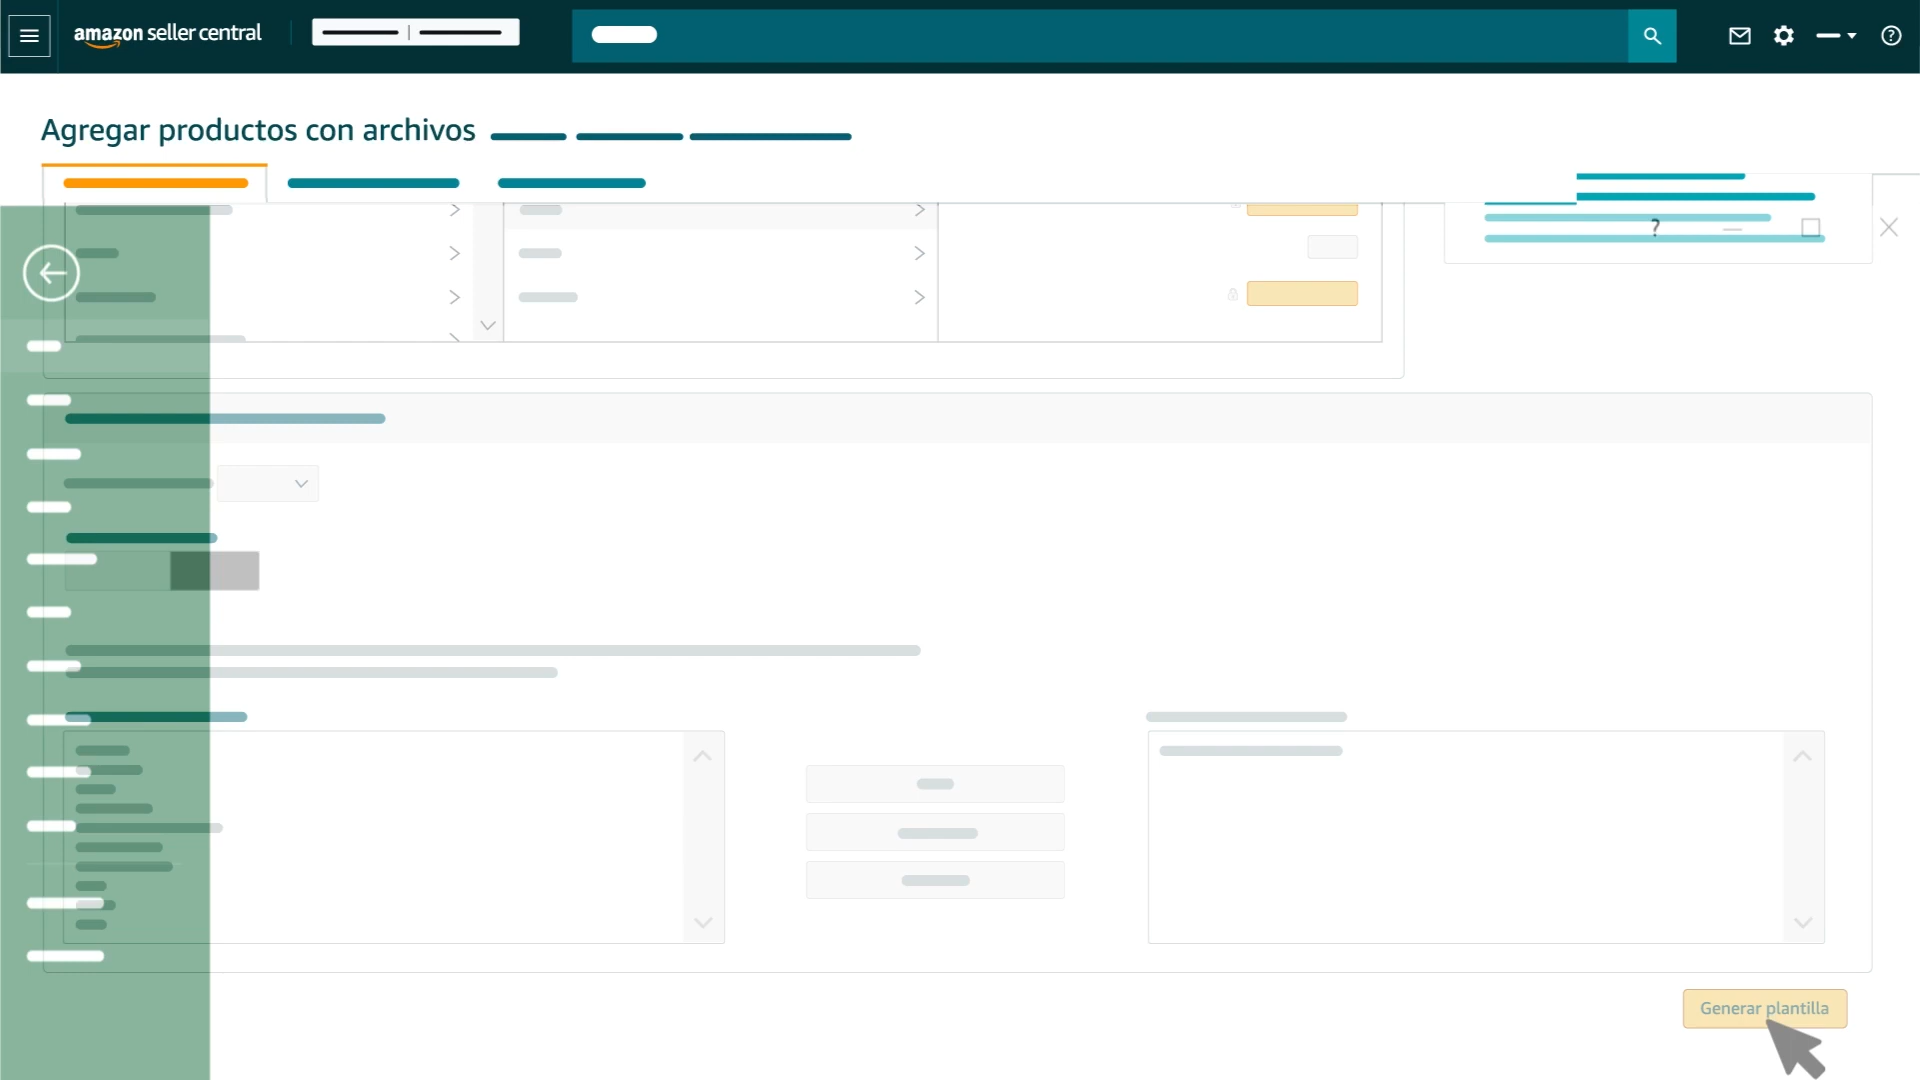 amazon seller central
Agregar productos con archivos
Generar plantilla